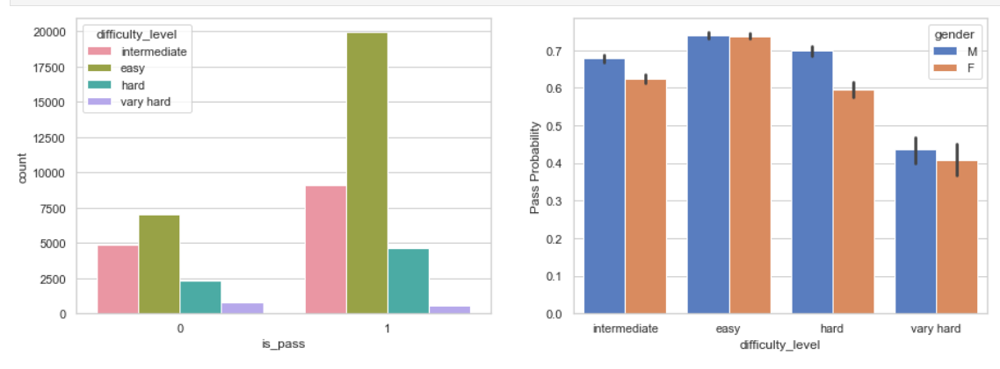 difficulty_level
intermediate
easy
hard
vary hard
20000
17500
15000
12500
10000
7500
5000
2500
0
count
0 1
is_pass
gender
M
F
0.7
0.6
0.5
0.4
0.3
0.2
0.1
0.0
Pass Probability
intermediate easy hard vary hard
difficulty_level